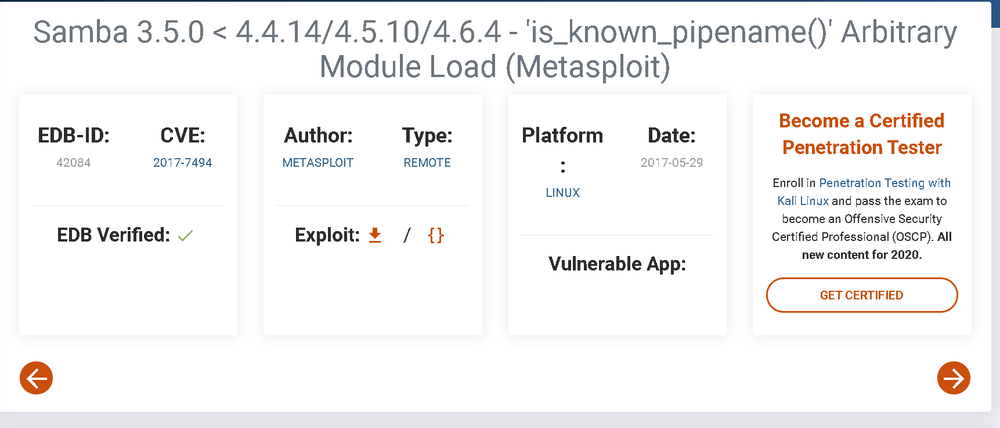 Samba 3.5.0 < 4.4.14/4.5.10/4.6.4 - 'is_known_pipename()' Arbitrary
Module Load (Metasploit)
EDB-ID:
42084
CVE:
2017-7494
EDB Verified:
Author:
METASPLOIT
Type:
REMOTE
Exploit: / {}
Platform
:
LINUX
Date:
2017-05-29
Vulnerable App:
Become a Certified
Penetration Tester
Enroll in Penetration Testing with
Kali Linux and pass the exam to
become an Offensive Security
Certified Professional (OSCP). All
new content for 2020.
GET CERTIFIED